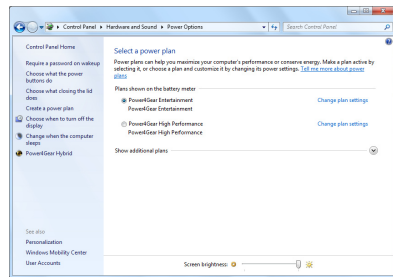 Control Panel ▸ Hardware and Sound ▸ Power Options
Search Control Panel
Control Panel Home
Require a password on wakeup
Choose what the power
buttons do
Choose what closing the lid
does
Create a power plan
Choose when to turn off the
display
Change when the computer
sleeps
Power4Gear Hybrid
See also
Personalization
Windows Mobility Center
User Accounts
Select a power plan
Power plans can help you maximize your computer's performance or conserve energy. Make a plan active by
selecting it, or choose a plan and customize it by changing its power settings. Tell me more about power
plans
Plans shown on the battery meter
Power4Gear Entertainment
Change plan settings
Power4Gear Entertainment
Power4Gear High Performance
Change plan settings
Power4Gear High Performance
Show additional plans
Screen brightness: